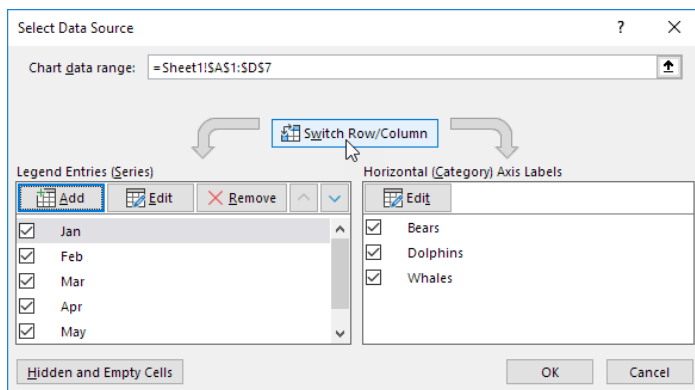 Select Data Source ? ×
Chart data range: =Sheet1!$A$1:$D$7
Switch Row/Column
Legend Entries (Series)
Add Edit Remove
Jan
Feb
Mar
Apr
May
Horizontal (Category) Axis Labels
Edit
Bears
Dolphins
Whales
Hidden and Empty Cells
OK Cancel